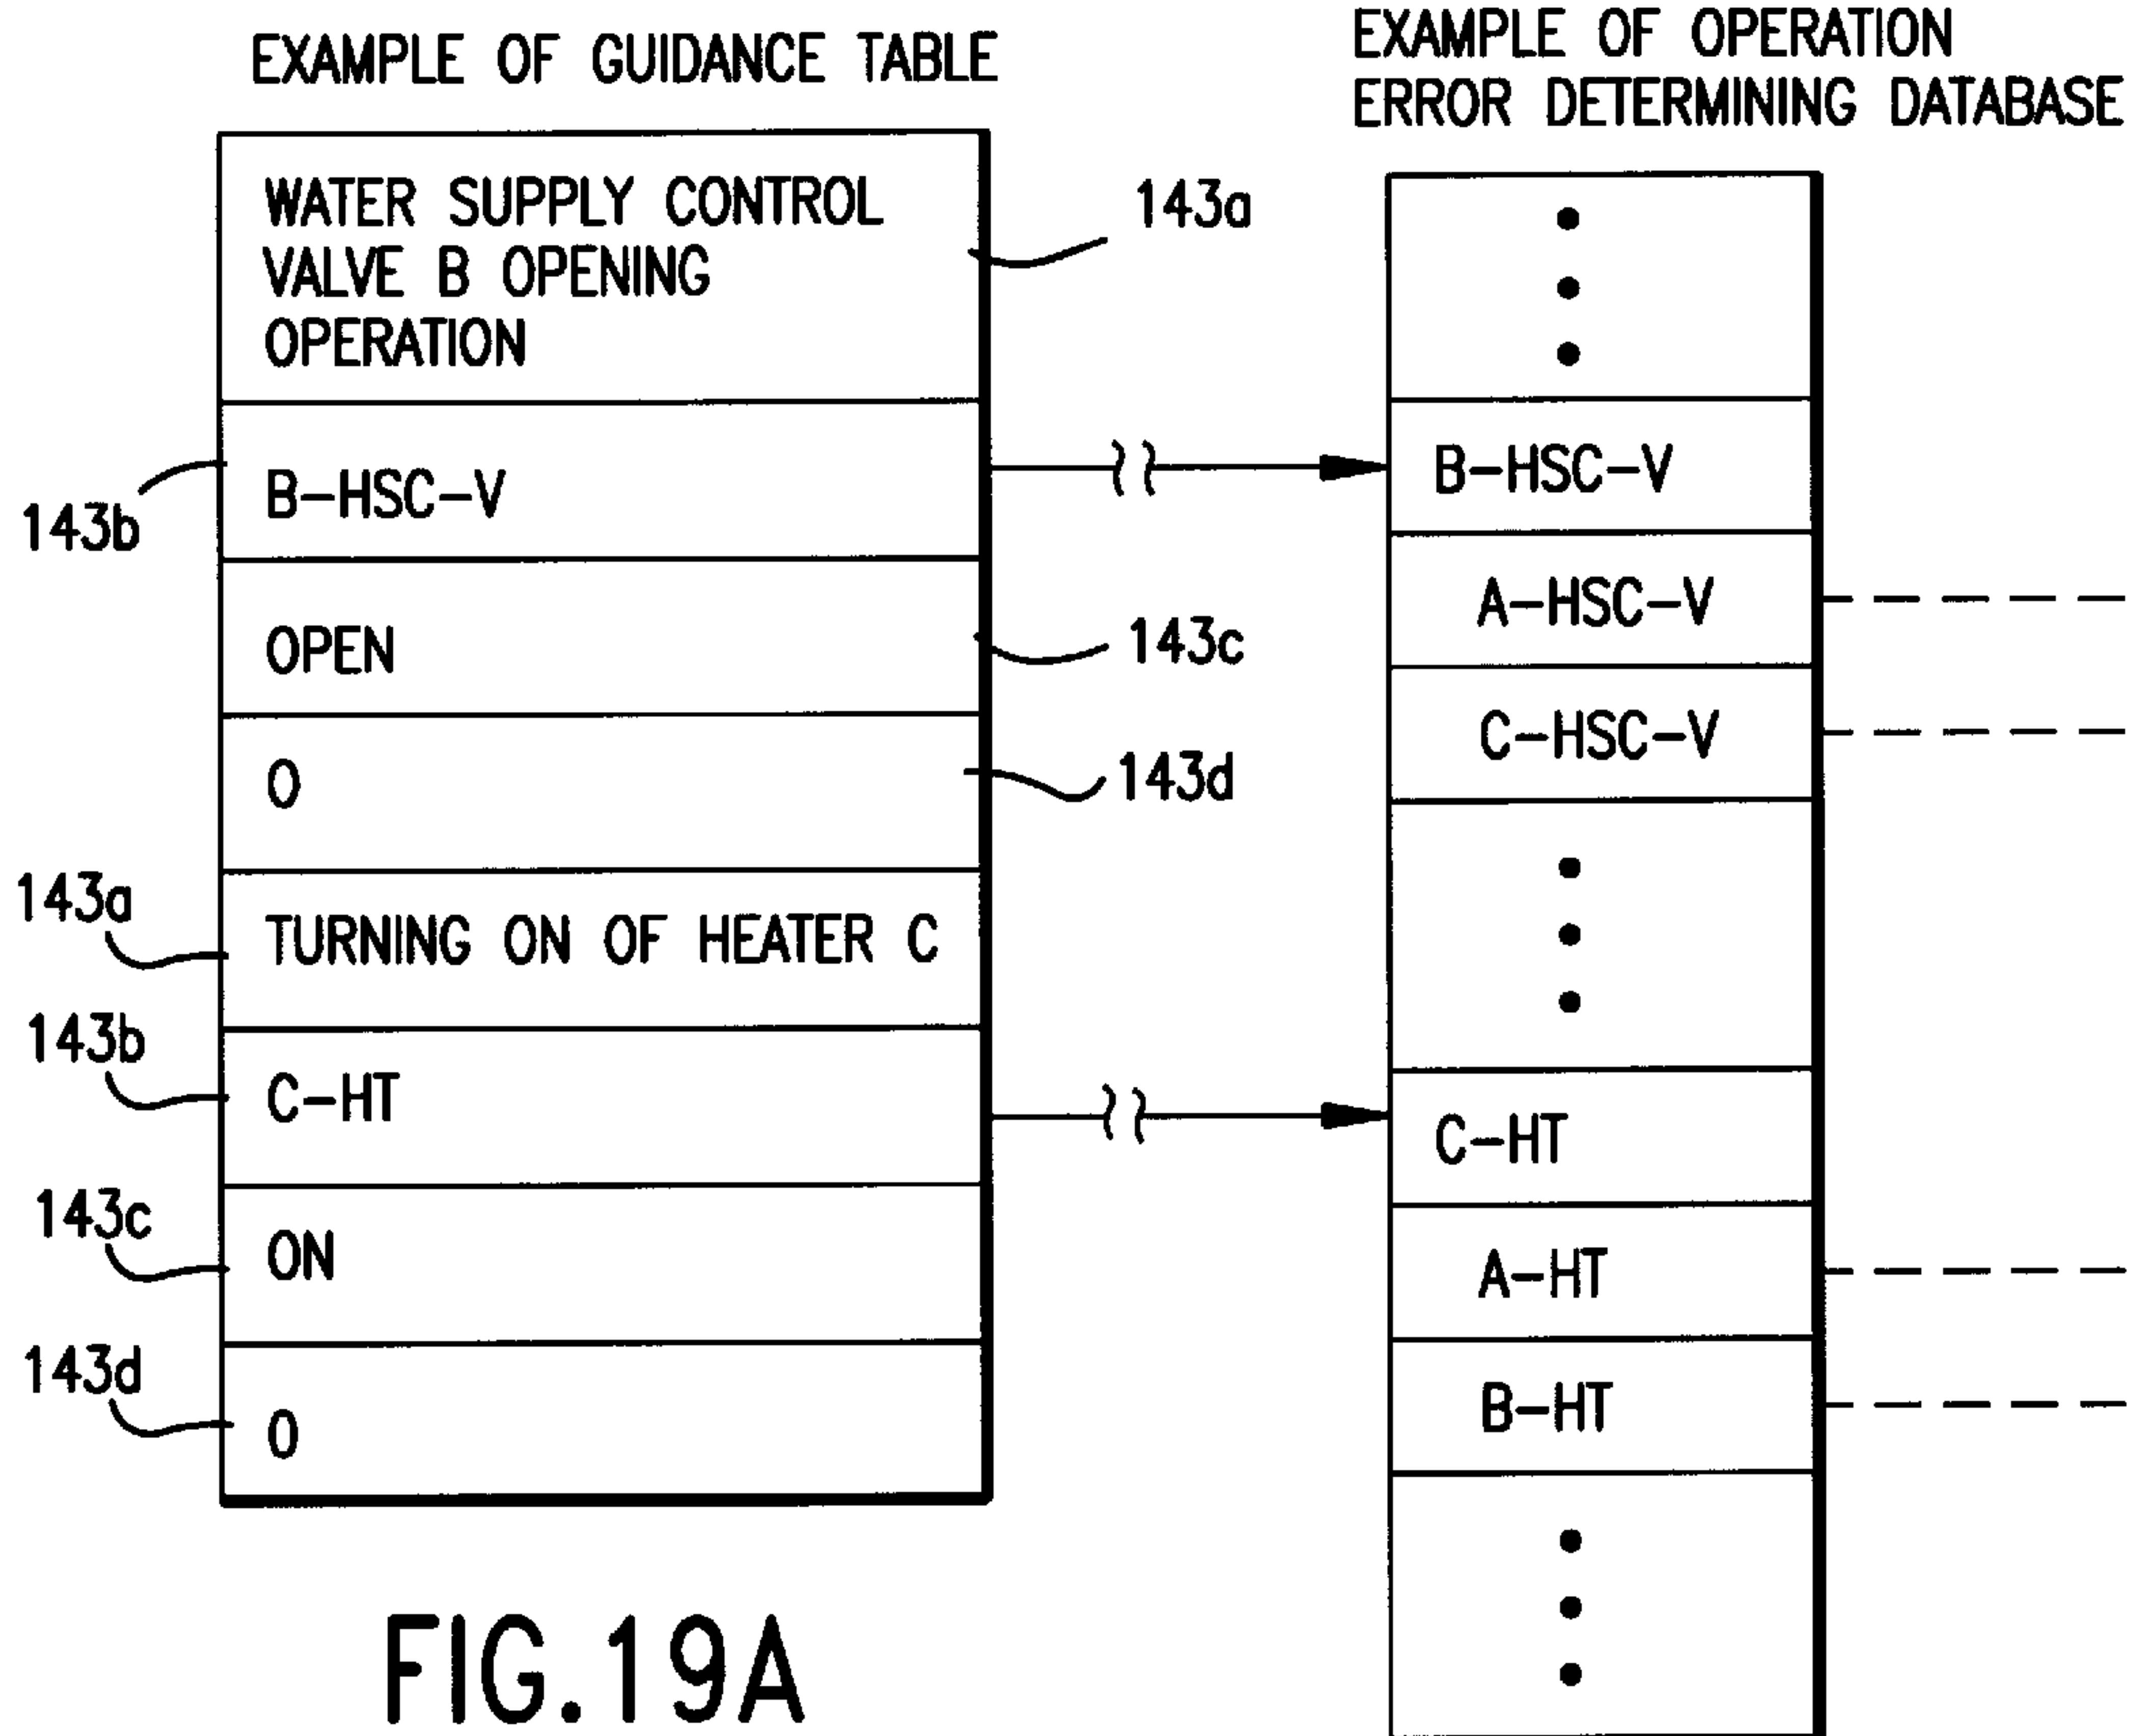 EXAMPLE OF GUIDANCE TABLE
WATER SUPPLY CONTROL
VALVE B OPENING
OPERATION
143a
B-HSC-V
143b
OPEN
143c
0
143d
TURNING ON OF HEATER C
143a
C-HT
143b
ON
143c
0
143d
FIG.19A
EXAMPLE OF OPERATION
ERROR DETERMINING DATABASE
B-HSC-V
A-HSC-V
C-HSC-V
C-HT
A-HT
B-HT